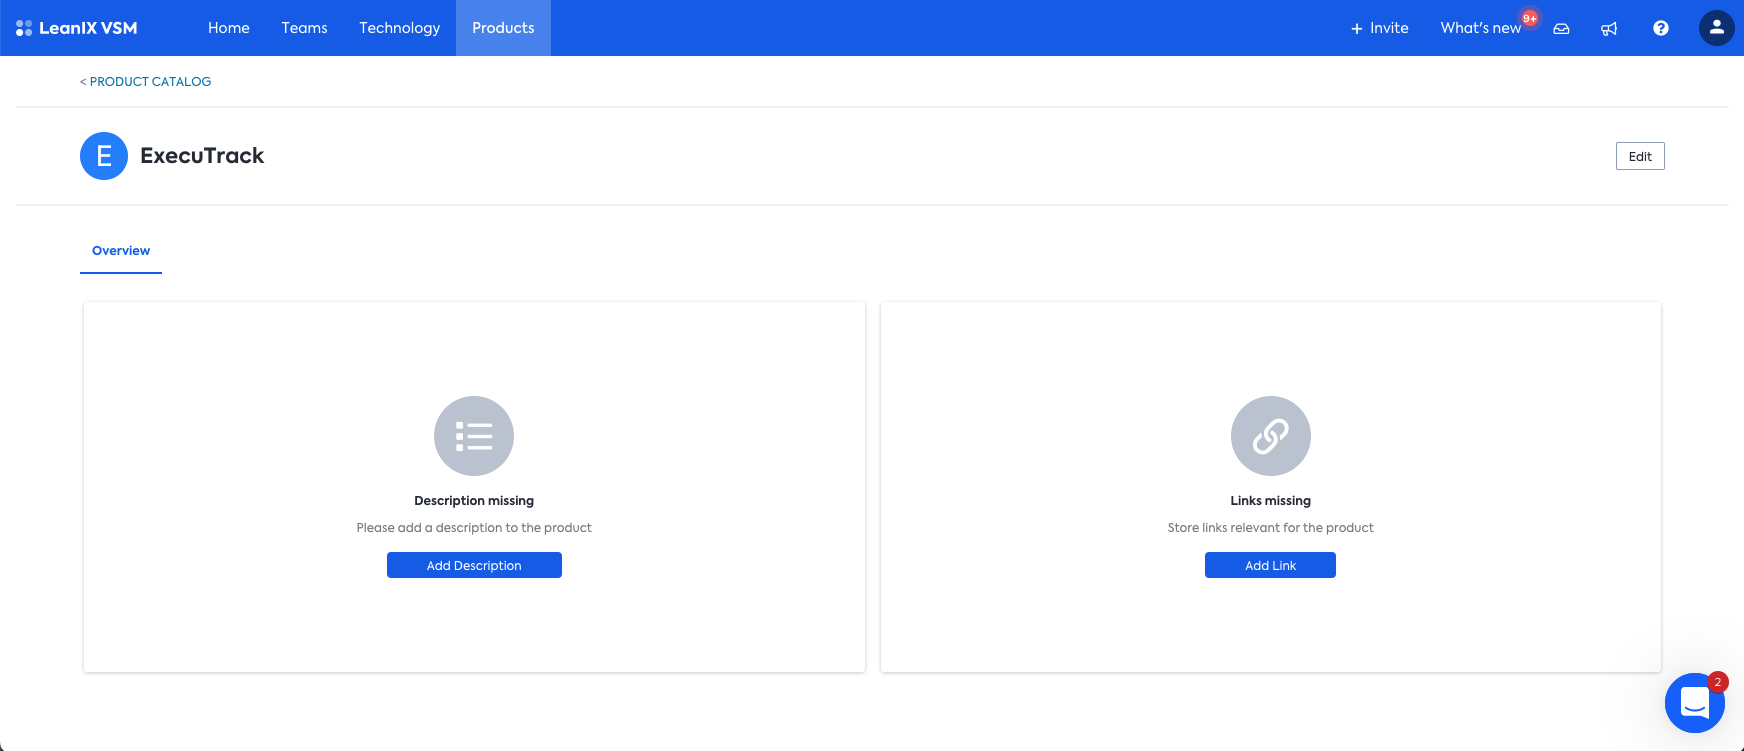 LeanIX VSM
Home
Teams
Technology
Products
+ Invite
What's new
9+
< PRODUCT CATALOG
E
ExecuTrack
Edit
Overview
Description missing
Please add a description to the product
Add Description
Links missing
Store links relevant for the product
Add Link
2